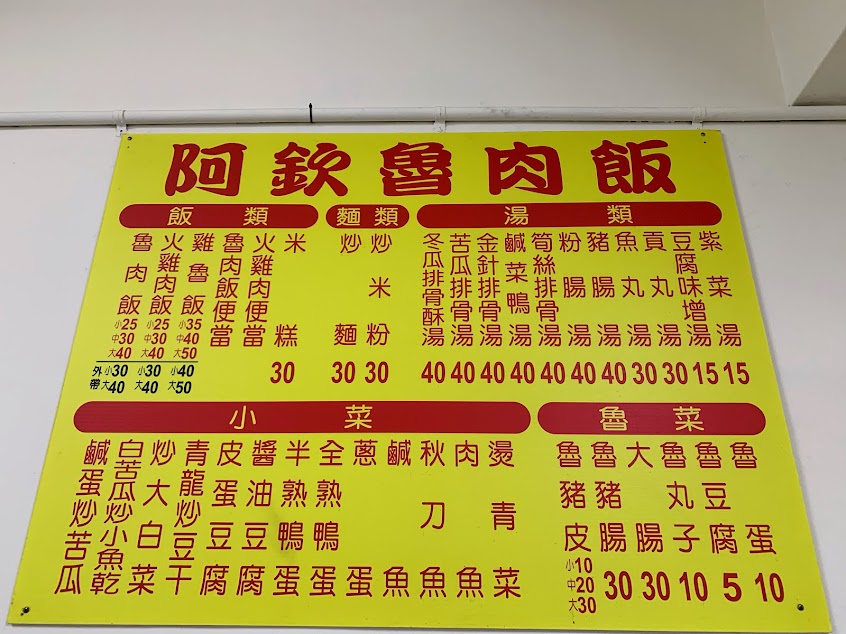 阿欽魯肉飯
飯類
魯肉飯
小25
中30
大40
火雞肉飯
小25
中30
大40
雞魯飯
小35
中40
大50
外帶
小30
大40
小30
大40
小40
大50
魯肉飯便當
火雞肉便當
米糕
30
麵類
炒麵
30
炒米粉
30
湯類
冬瓜排骨酥湯
40
苦瓜排骨湯
40
金針排骨湯
40
鹹菜鴨湯
40
筍絲排骨湯
40
粉腸湯
40
豬腸湯
40
魚丸湯
30
貢丸湯
30
豆腐味增湯
15
紫菜湯
15
小菜
鹹蛋炒苦瓜
白苦瓜炒小魚乾
炒大白菜
青龍炒豆干
皮蛋豆腐
醬油豆腐
半熟鴨蛋
全熟鴨蛋
蔥蛋
鹹魚
秋刀魚
肉魚
燙青菜
魯菜
魯豬皮
小10
中20
大30
魯豬腸
30
大腸
30
魯丸子
10
魯豆腐
5
魯蛋
10